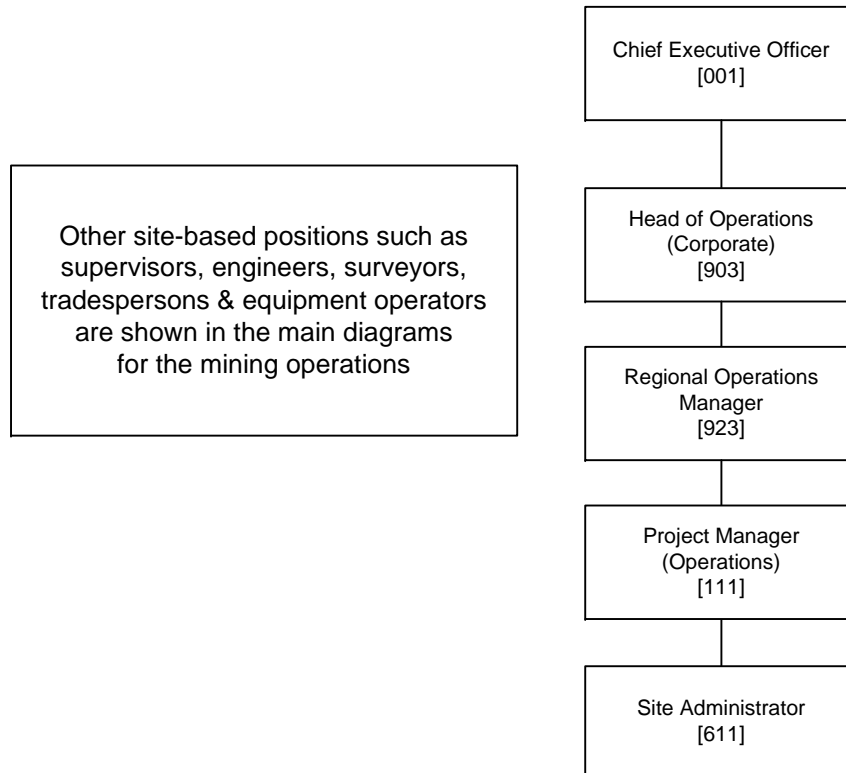 Chief Executive Officer
[001]
Other site-based positions such as
supervisors, engineers, surveyors,
tradespersons & equipment operators
are shown in the main diagrams
for the mining operations
Head of Operations
(Corporate)
[903]
Regional Operations
Manager
[923]
Project Manager
(Operations)
[111]
Site Administrator
[611]